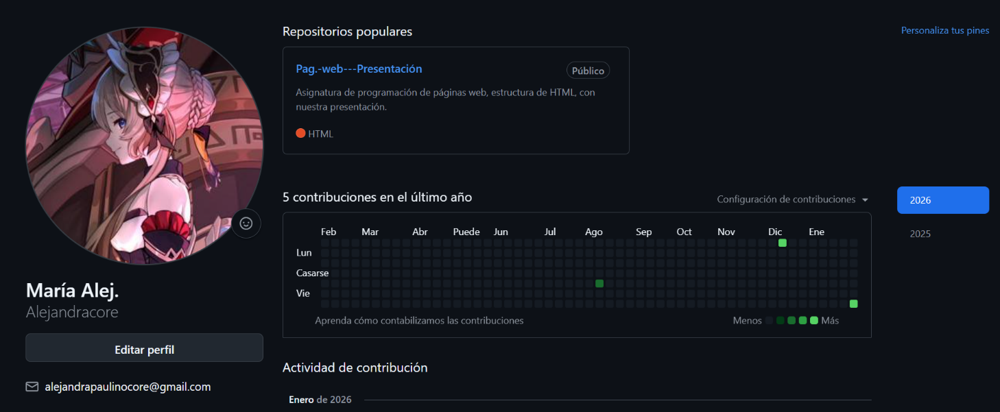 Repositorios populares
Personaliza tus pines
Pag.-web---Presentación
Público
Asignatura de programación de páginas web, estructura de HTML, con
nuestra presentación.
HTML
5 contribuciones en el último año
Configuración de contribuciones
2026
2025
Feb Mar Abr Puede Jun Jul Ago Sep Oct Nov Dic Ene
Lun
Casarse
Vie
Aprenda cómo contabilizamos las contribuciones
Menos Más
María Alej.
Alejandracore
Editar perfil
alejandrapaulinocore@gmail.com
Actividad de contribución
Enero de 2026